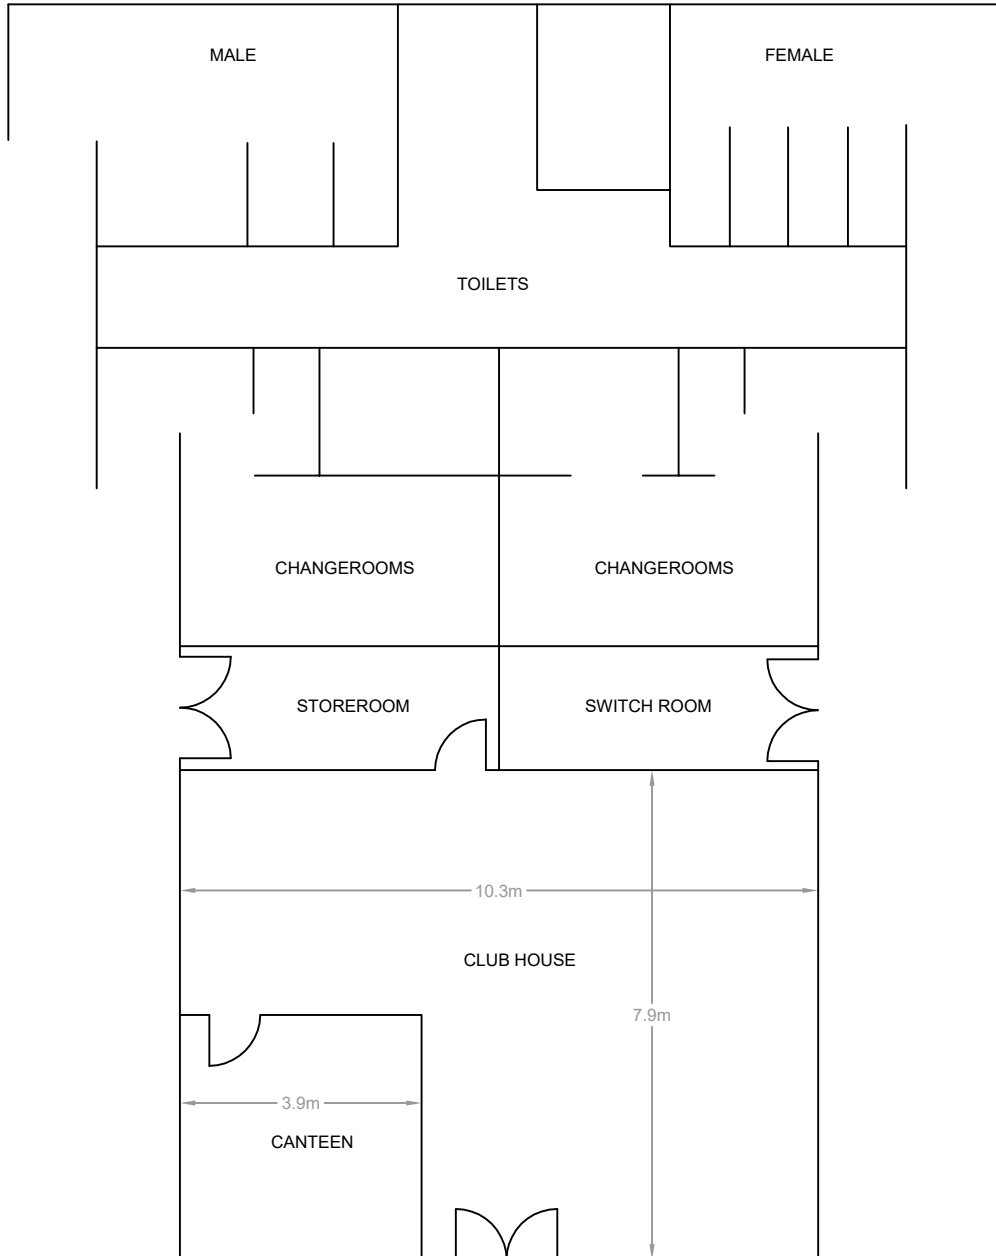 MALE
FEMALE
TOILETS
CHANGEROOMS
CHANGEROOMS
STOREROOM
SWITCH ROOM
10.3m
CLUB HOUSE
7.9m
3.9m
CANTEEN